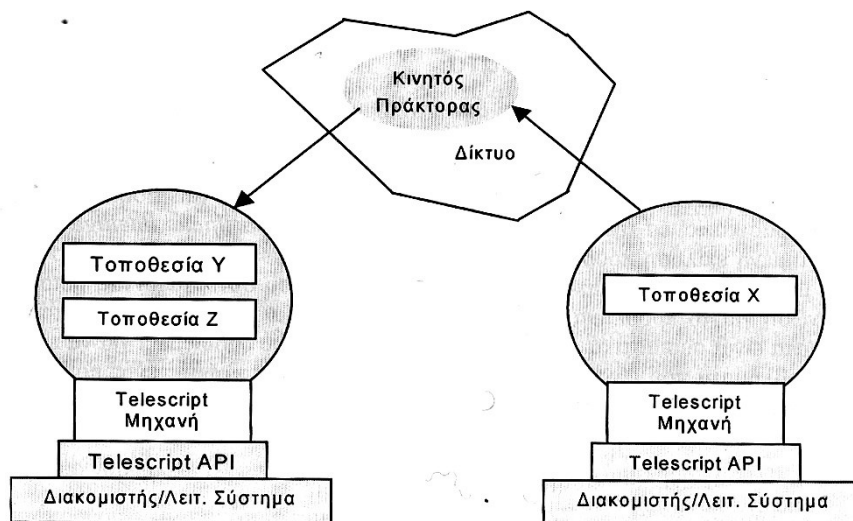 Κινητός
Πράκτορας
Δίκτυο
Τοποθεσία Υ
Τοποθεσία Ζ
Telescript
Μηχανή
Telescript API
Διακομιστής/Λειτ. Σύστημα
Τοποθεσία Χ
Telescript
Μηχανή
Telescript API
Διακομιστής/Λειτ. Σύστημα